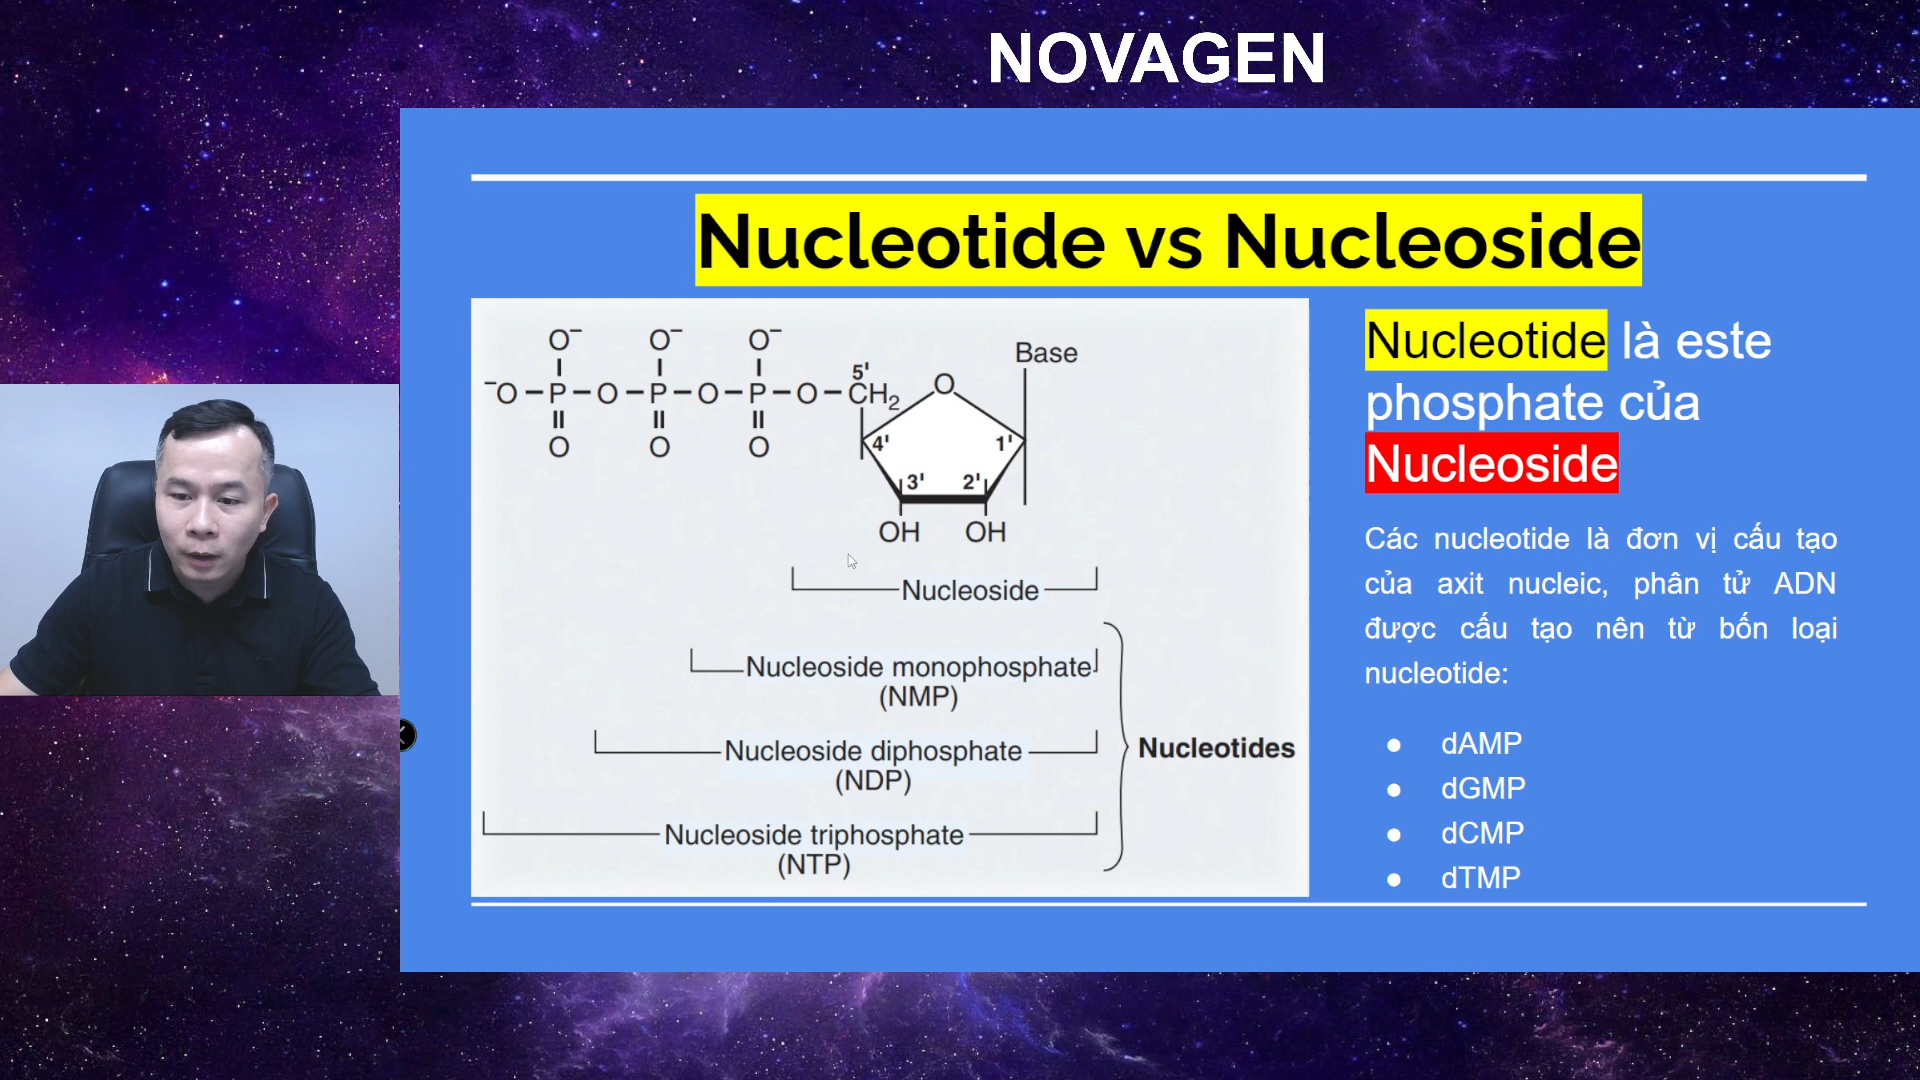 NOVAGEN
Nucleotide vs Nucleoside
O⁻ O⁻ O⁻
Base
5'
⁻O–P–O–P–O–P–O–CH₂ O
O O O
4' 1'
3' 2'
OH OH
Nucleoside
Nucleoside monophosphate
(NMP)
Nucleoside diphosphate
(NDP)
Nucleoside triphosphate
(NTP)
Nucleotides
Nucleotide là este
phosphate của
Nucleoside
Các nucleotide là đơn vị cấu tạo
của axit nucleic, phân tử ADN
được cấu tạo nên từ bốn loại
nucleotide:
● dAMP
● dGMP
● dCMP
● dTMP